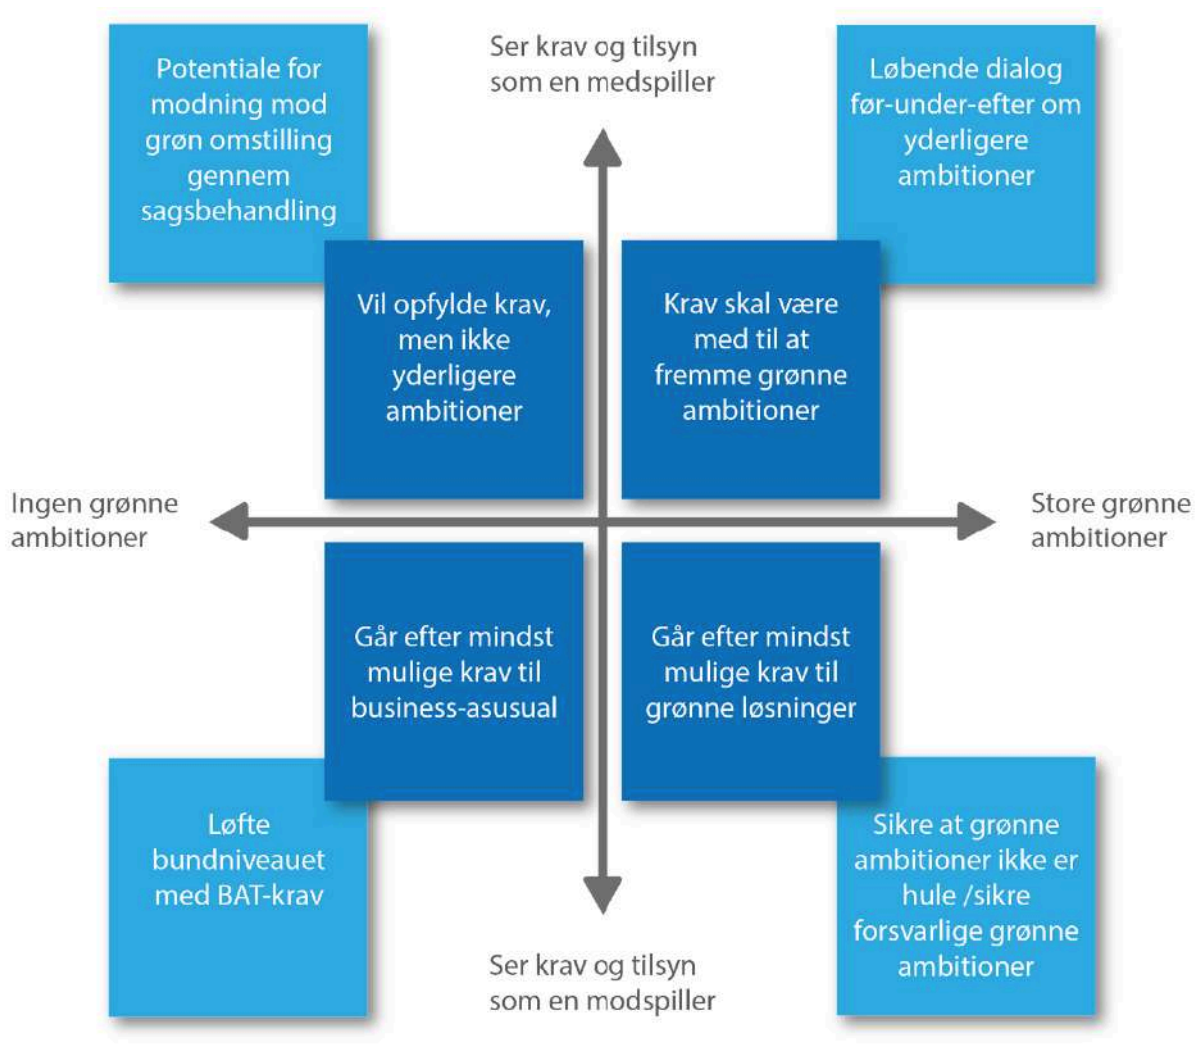 Potentiale for
modning mod
grøn omstilling
gennem
sagsbehandling
Ser krav og tilsyn
som en medspiller
Løbende dialog
før-under-efter om
yderligere
ambitioner
Vil opfylde krav,
men ikke
yderligere
ambitioner
Krav skal være
med til at
fremme grønne
ambitioner
Ingen grønne
ambitioner
Store grønne
ambitioner
Går efter mindst
mulige krav til
business-asusual
Går efter mindst
mulige krav til
grønne løsninger
Løfte
bundniveauet
med BAT-krav
Sikre at grønne
ambitioner ikke er
hule /sikre
forsvarlige grønne
ambitioner
Ser krav og tilsyn
som en modspiller